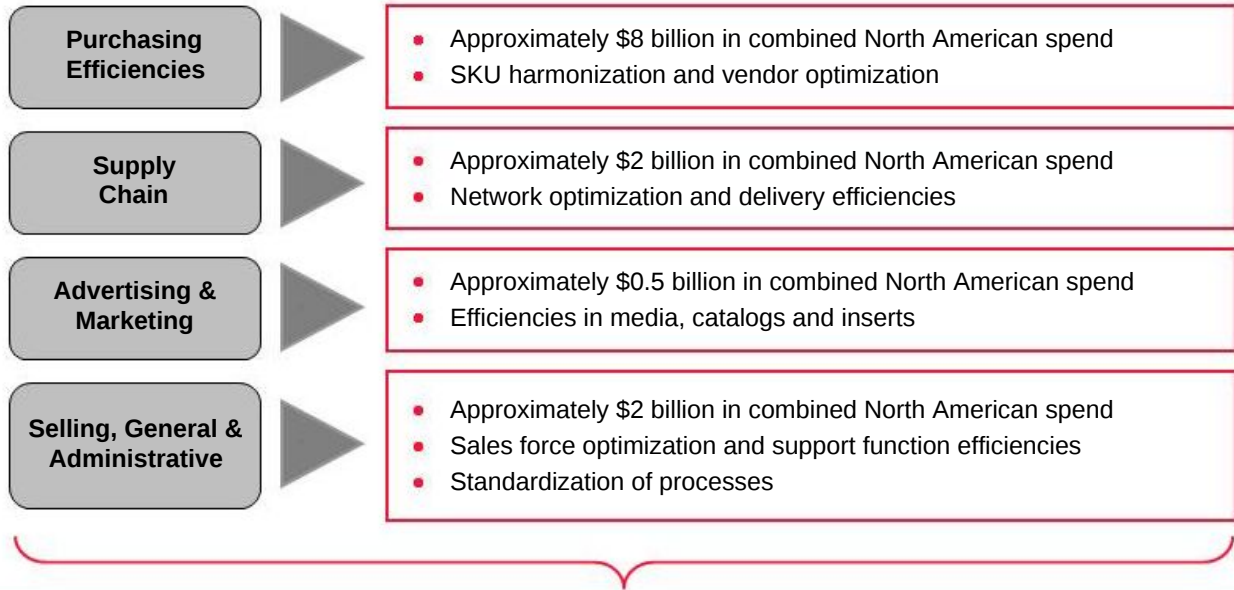 Purchasing
Efficiencies
• Approximately $8 billion in combined North American spend
• SKU harmonization and vendor optimization
Supply
Chain
• Approximately $2 billion in combined North American spend
• Network optimization and delivery efficiencies
Advertising &
Marketing
• Approximately $0.5 billion in combined North American spend
• Efficiencies in media, catalogs and inserts
Selling, General &
Administrative
• Approximately $2 billion in combined North American spend
• Sales force optimization and support function efficiencies
• Standardization of processes